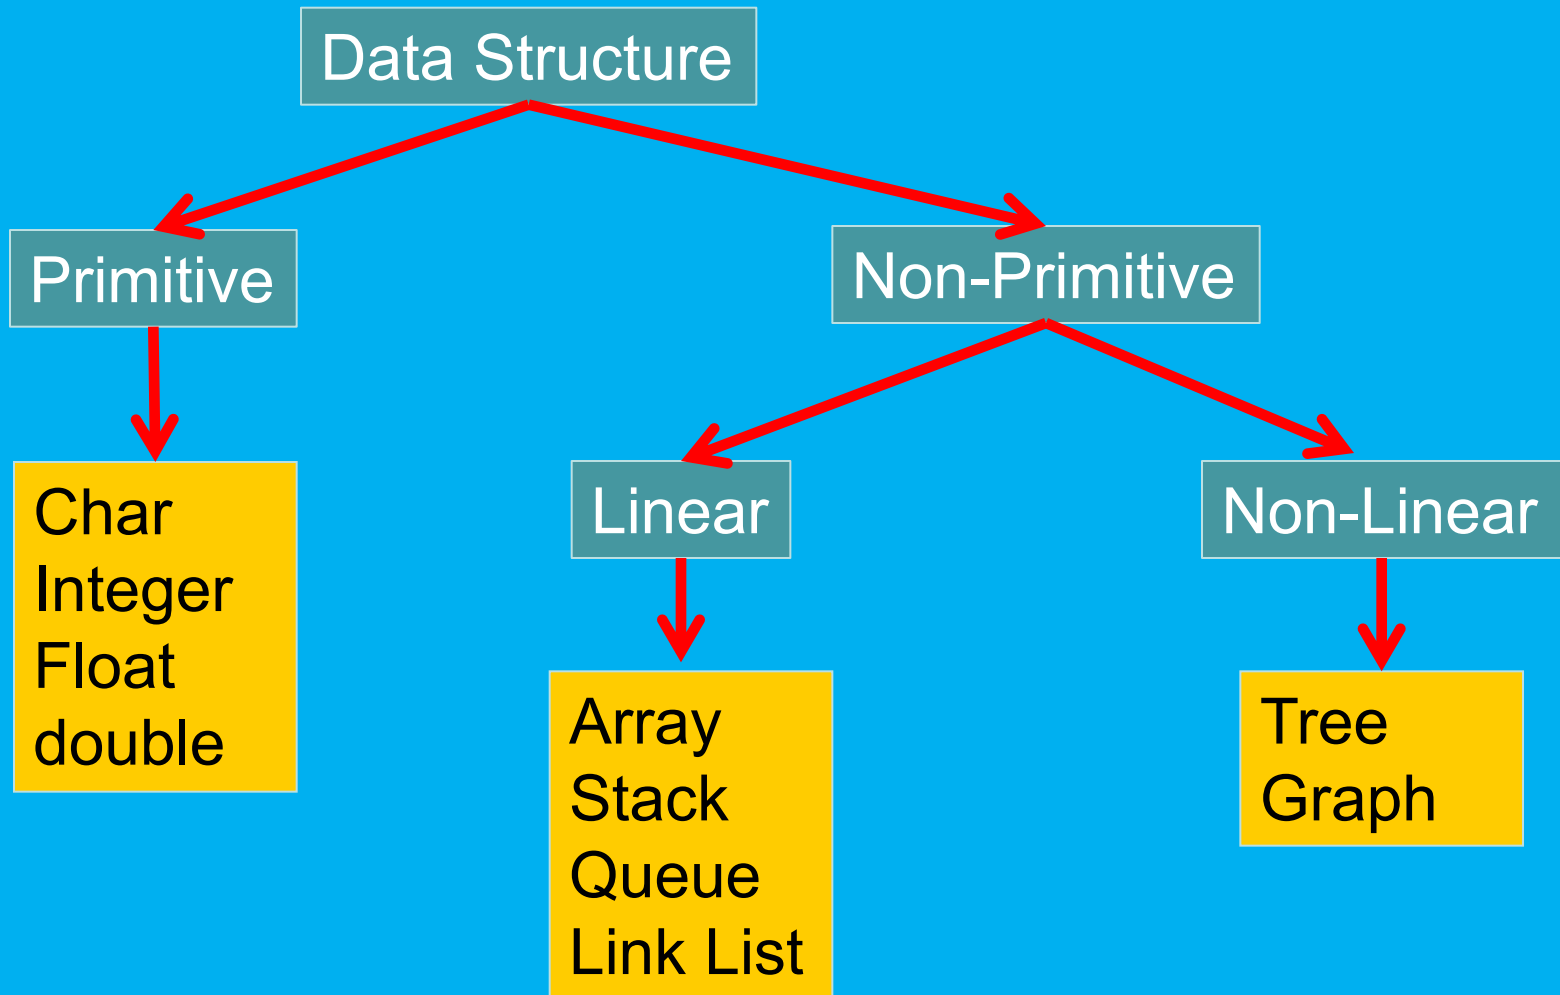 Data Structure
Primitive
Non-Primitive
Char
Integer
Float
double
Linear
Non-Linear
Array
Stack
Queue
Link List
Tree
Graph